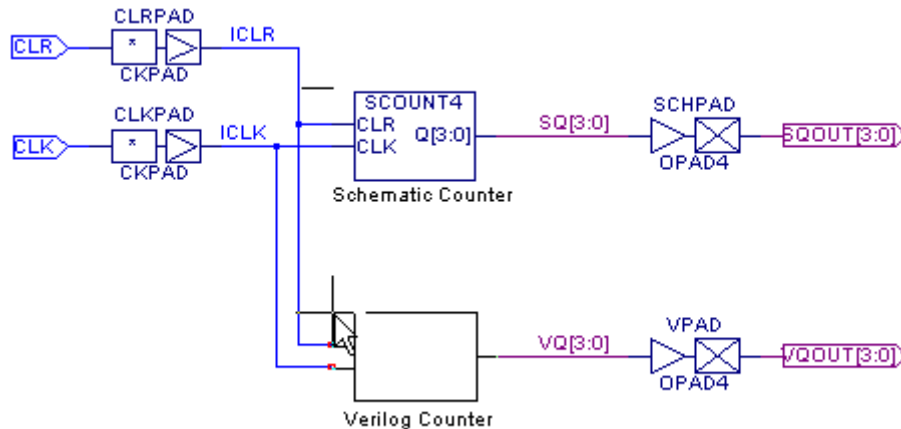 CLRPAD
CLR
*
ICLR
CKPAD
CLKPAD
CLK
*
ICLK
CKPAD
SCOUNT4
CLR
CLK
Q[3:0]
Schematic Counter
SQ[3:0]
SCHPAD
OPAD4
SQOUT[3:0]
Verilog Counter
VQ[3:0]
VPAD
OPAD4
VQOUT[3:0]